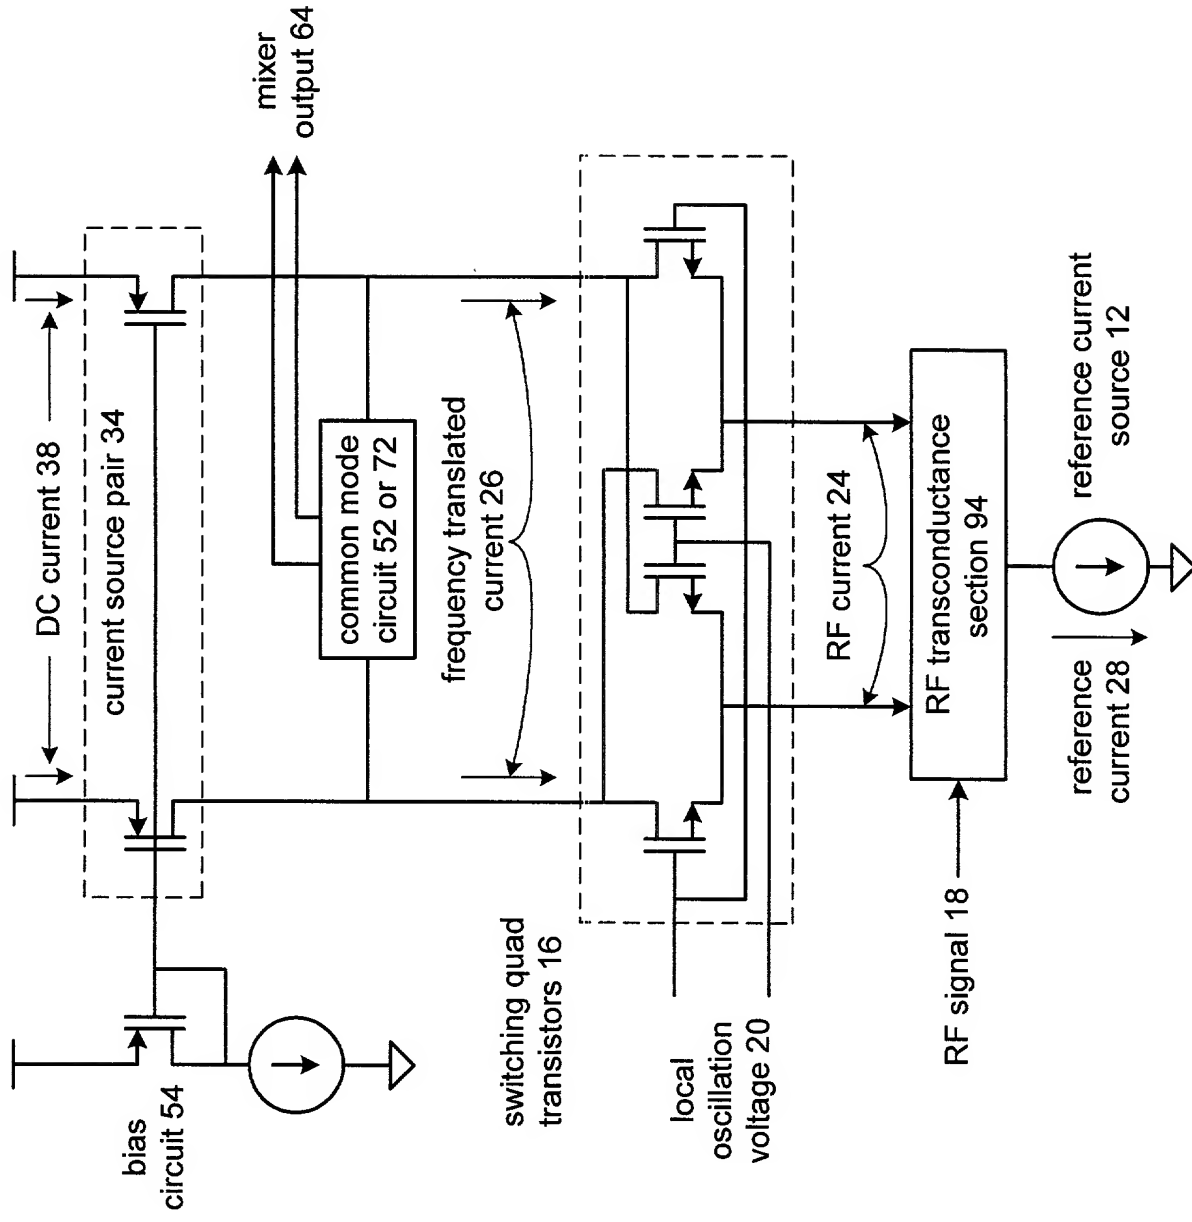 mixer
output 64
DC current 38
current source pair 34
bias
circuit 54
common mode
circuit 52 or 72
frequency translated
current 26
switching quad
transistors 16
local
oscillation
voltage 20
RF current 24
RF signal 18
RF transconductance
section 94
reference current
source 12
reference
current 28